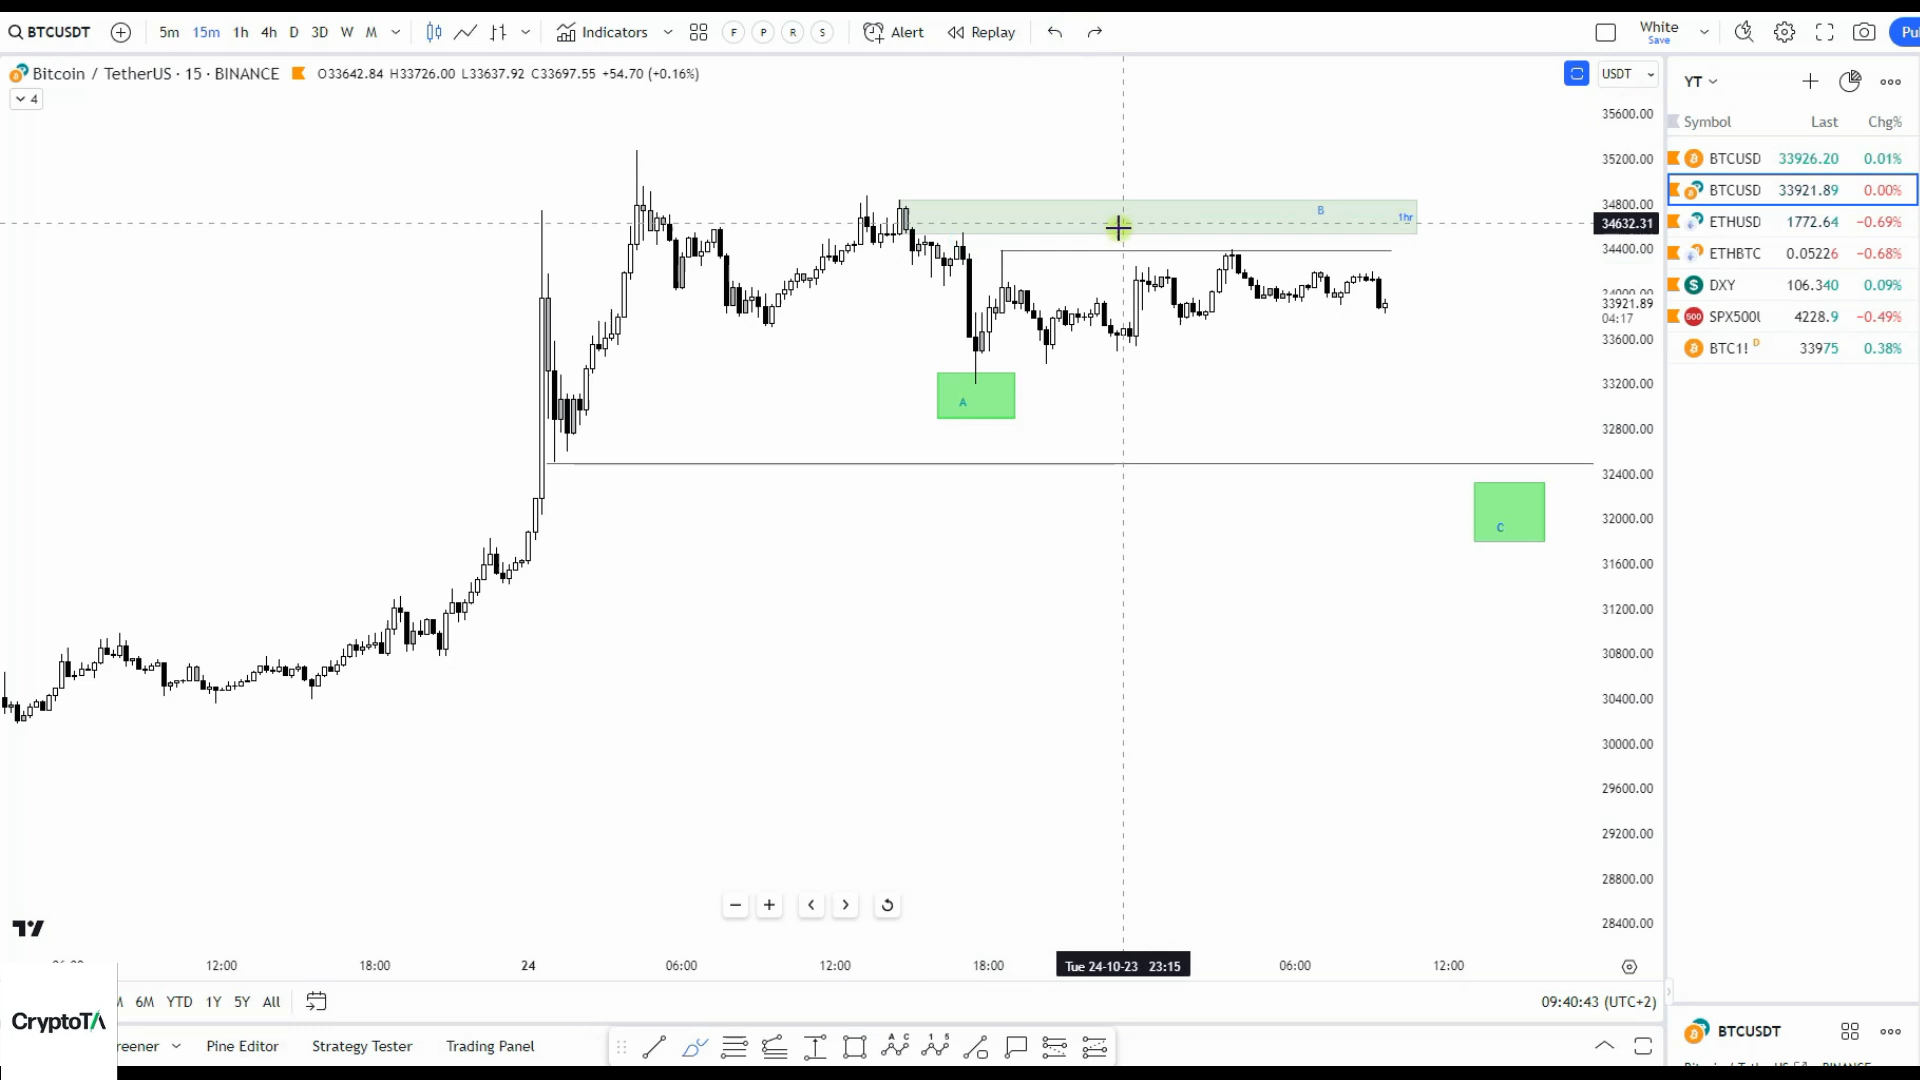 BTCUSDT 5m 15m 1h 4h D 3D W M Indicators F P R S Alert Replay White Save Pu
Bitcoin / TetherUS · 15 · BINANCE O33642.84 H33726.00 L33637.92 C33697.55 +54.70 (+0.16%) USDT
4
YT
Symbol Last Chg%
BTCUSD 33926.20 0.01%
BTCUSD 33921.89 0.00%
ETHUSD 1772.64 −0.69%
ETHBTC 0.05226 −0.68%
DXY 106.340 0.09%
SPX500U 4228.9 −0.49%
BTC1! D 33975 0.38%
35600.00
35200.00
34800.00
34632.31
34400.00
34000.00
33921.89
04:17
33600.00
33200.00
32800.00
32400.00
32000.00
31600.00
31200.00
30800.00
30400.00
30000.00
29600.00
29200.00
28800.00
28400.00
B
1hr
A
C
12:00 18:00 24 06:00 12:00 18:00 Tue 24-10-23 23:15 06:00 12:00
6M YTD 1Y 5Y All 09:40:43 (UTC+2)
CryptoTA
reener Pine Editor Strategy Tester Trading Panel
A C
1 5
BTCUSDT